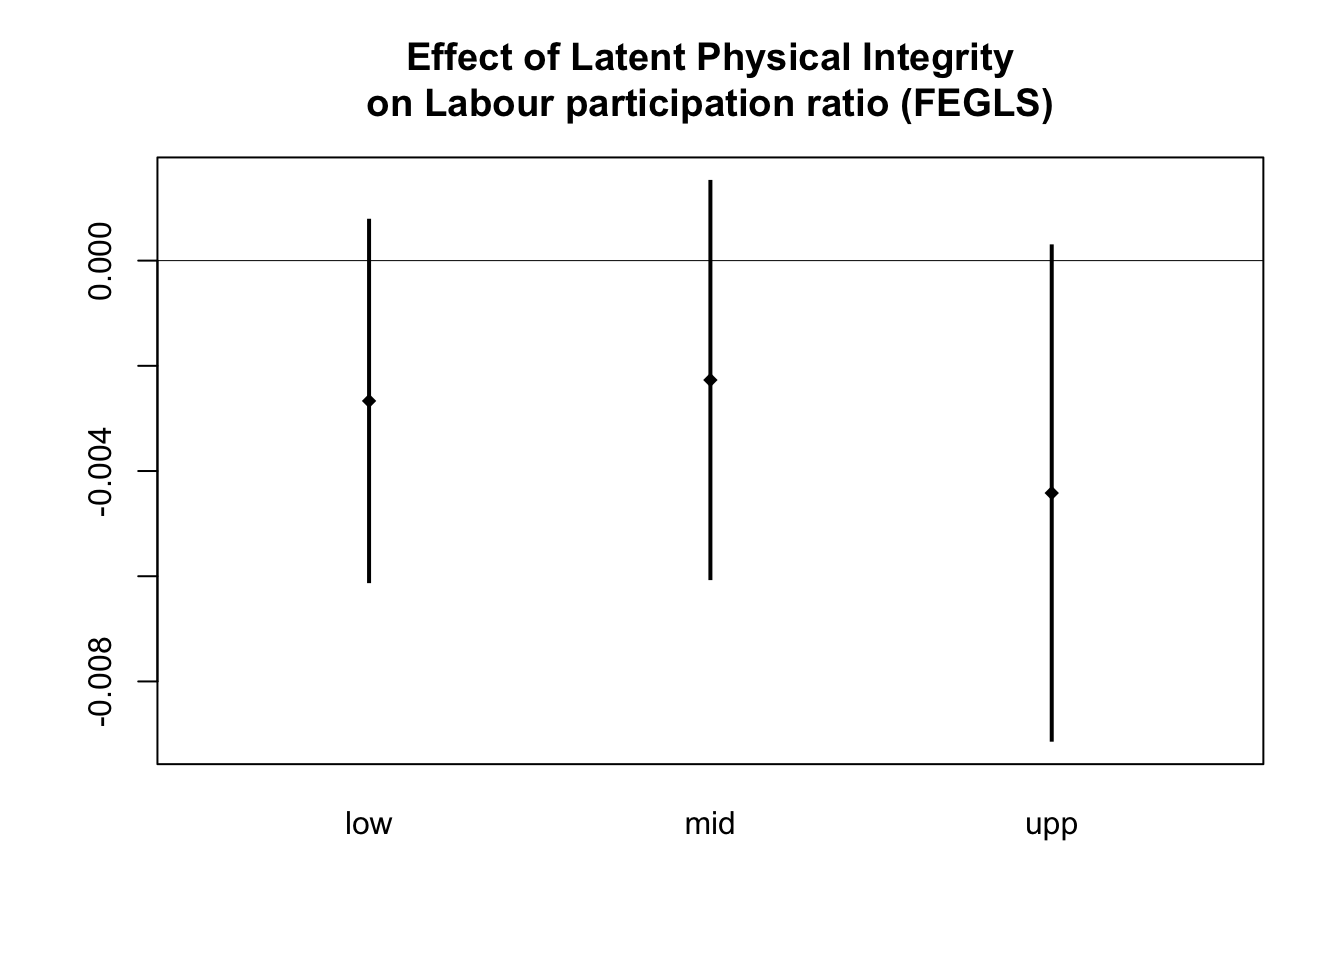 Effect of Latent Physical Integrity
on Labour participation ratio (FEGLS)
0.000
-0.004
-0.008
low mid upp